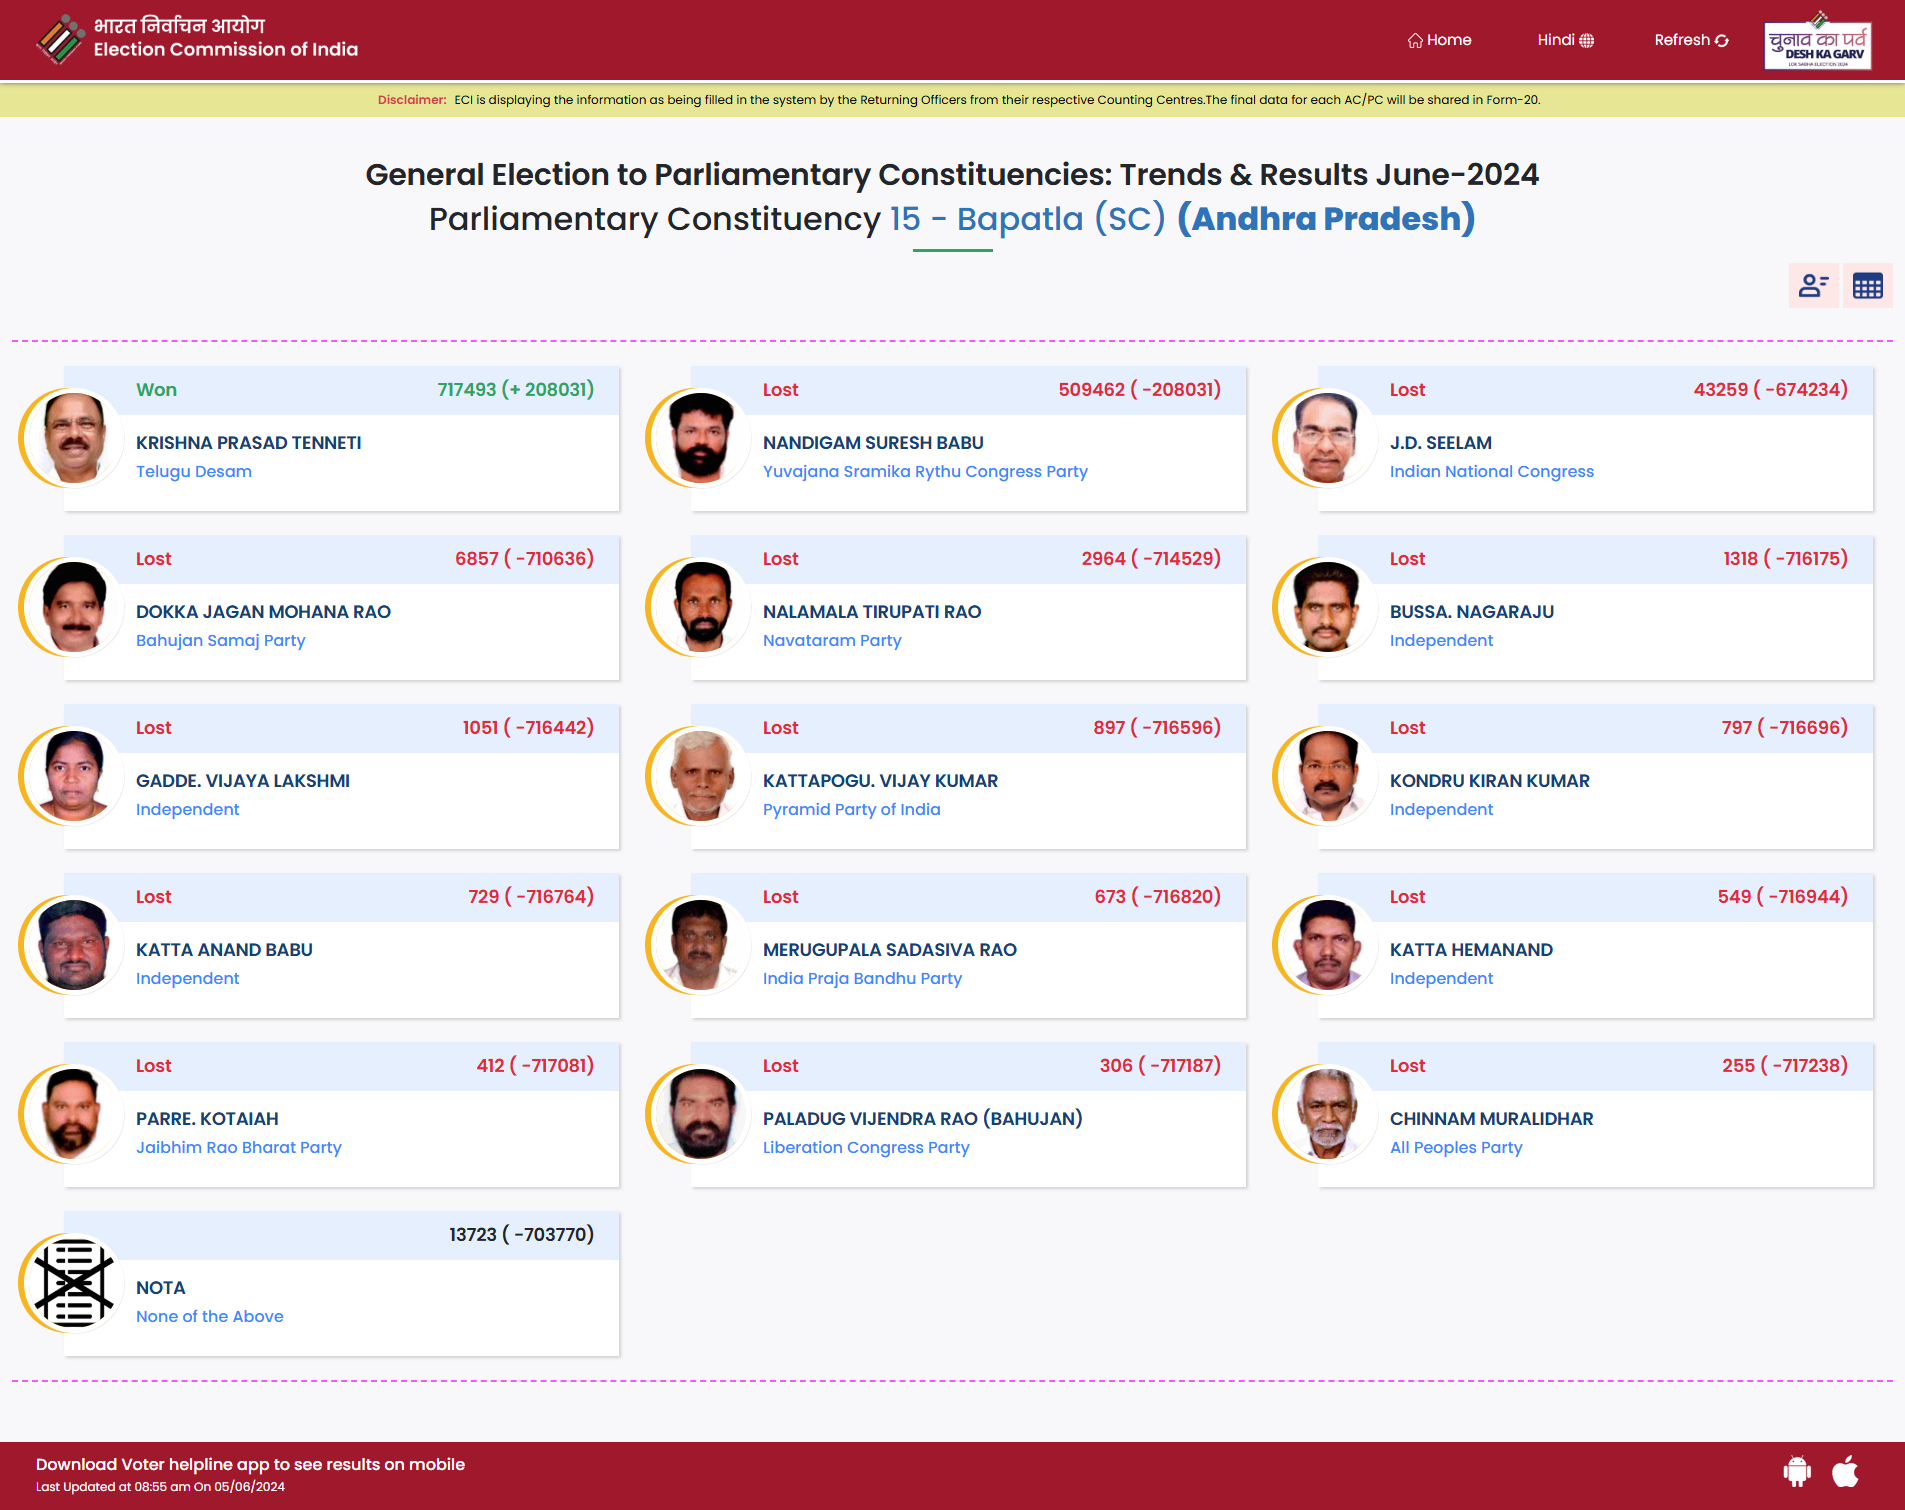 भारत निर्वाचन आयोग
Election Commission of India
Home
Hindi
Refresh
चुनाव का पर्व
DESH KA GARV
LOK SABHA ELECTION 2024
Disclaimer: ECI is displaying the information as being filled in the system by the Returning Officers from their respective Counting Centres.The final data for each AC/PC will be shared in Form-20.
General Election to Parliamentary Constituencies: Trends & Results June-2024
Parliamentary Constituency 15 - Bapatla (SC) (Andhra Pradesh)
Won 717493 (+ 208031)
KRISHNA PRASAD TENNETI
Telugu Desam
Lost 509462 ( -208031)
NANDIGAM SURESH BABU
Yuvajana Sramika Rythu Congress Party
Lost 43259 ( -674234)
J.D. SEELAM
Indian National Congress
Lost 6857 ( -710636)
DOKKA JAGAN MOHANA RAO
Bahujan Samaj Party
Lost 2964 ( -714529)
NALAMALA TIRUPATI RAO
Navataram Party
Lost 1318 ( -716175)
BUSSA. NAGARAJU
Independent
Lost 1051 ( -716442)
GADDE. VIJAYA LAKSHMI
Independent
Lost 897 ( -716596)
KATTAPOGU. VIJAY KUMAR
Pyramid Party of India
Lost 797 ( -716696)
KONDRU KIRAN KUMAR
Independent
Lost 729 ( -716764)
KATTA ANAND BABU
Independent
Lost 673 ( -716820)
MERUGUPALA SADASIVA RAO
India Praja Bandhu Party
Lost 549 ( -716944)
KATTA HEMANAND
Independent
Lost 412 ( -717081)
PARRE. KOTAIAH
Jaibhim Rao Bharat Party
Lost 306 ( -717187)
PALADUG VIJENDRA RAO (BAHUJAN)
Liberation Congress Party
Lost 255 ( -717238)
CHINNAM MURALIDHAR
All Peoples Party
13723 ( -703770)
NOTA
None of the Above
Download Voter helpline app to see results on mobile
Last Updated at 08:55 am On 05/06/2024